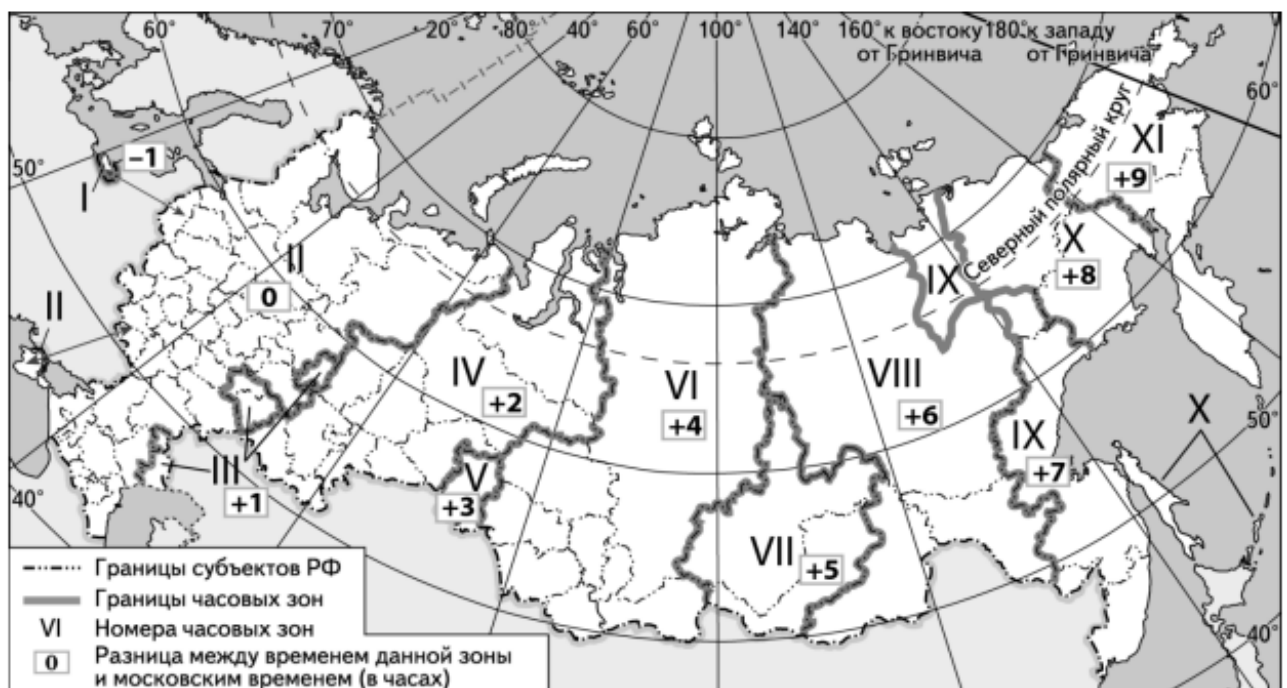 40° 50° 60° 70° 20° 80° 40° 100° 140° 160° к востоку 180° к западу
от Гринвича от Гринвича
60°
50°
Северный полярный круг
XI
+9
−1
I
II
0
X
+8
IX
II
IV
+2
VI
+4
VIII
+6
X
50°
IX
+7
V
+3
III
+1
40°
VII
+5
40°
Границы субъектов РФ
Границы часовых зон
VI Номера часовых зон
0 Разница между временем данной зоны
и московским временем (в часах)